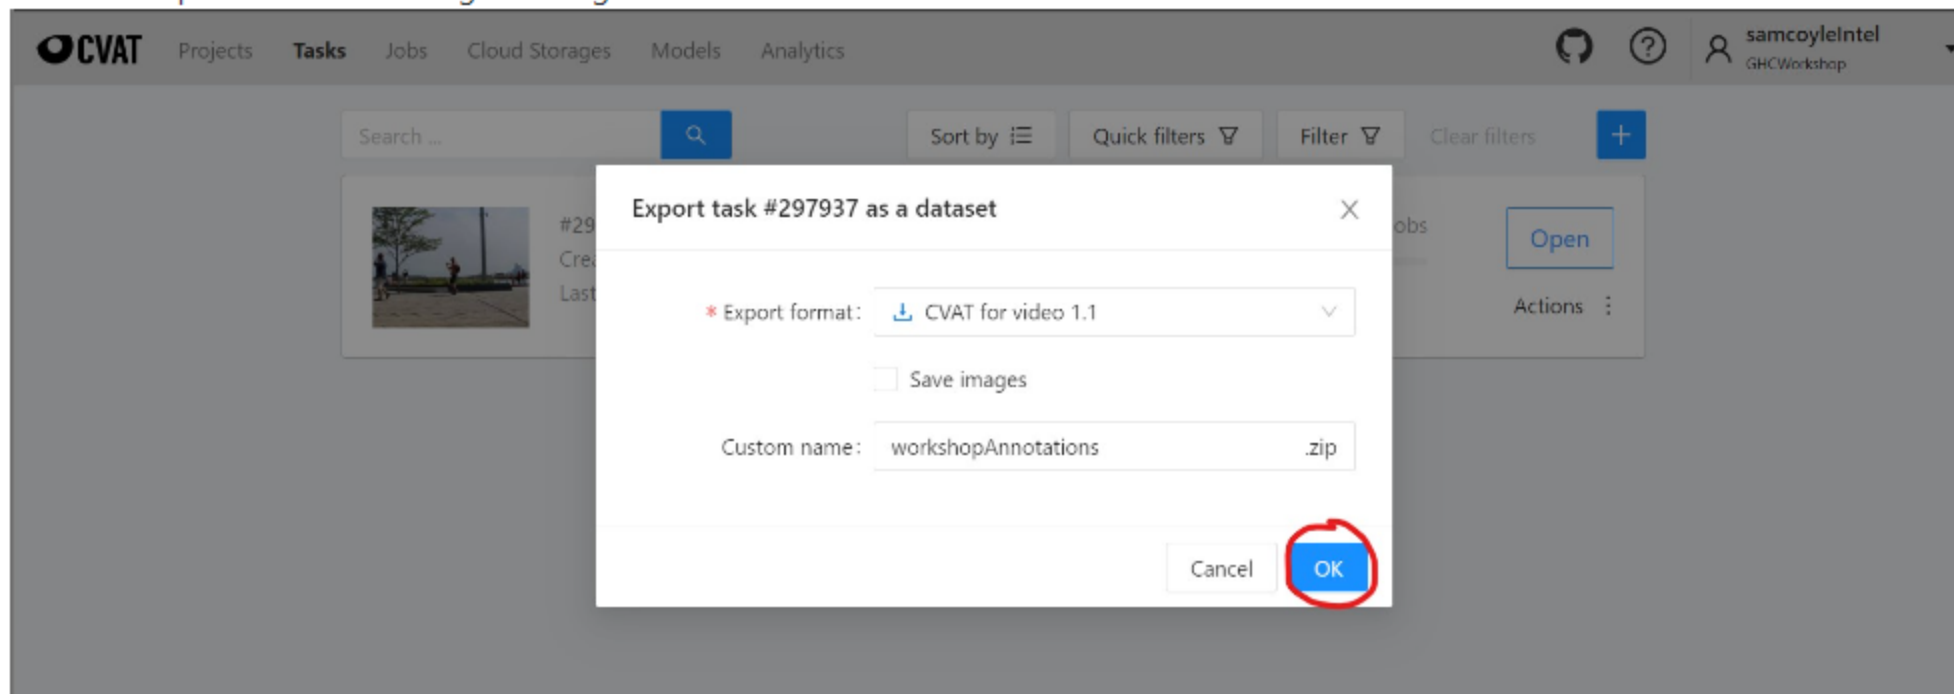 CVAT Projects Tasks Jobs Cloud Storages Models Analytics samcoyleIntel
GHCWorkshop
Search ... Sort by Quick filters Filter Clear filters +
Export task #297937 as a dataset
#29 obs Open
Crea
Last
* Export format: CVAT for video 1.1 Actions
Save images
Custom name: workshopAnnotations .zip
Cancel OK